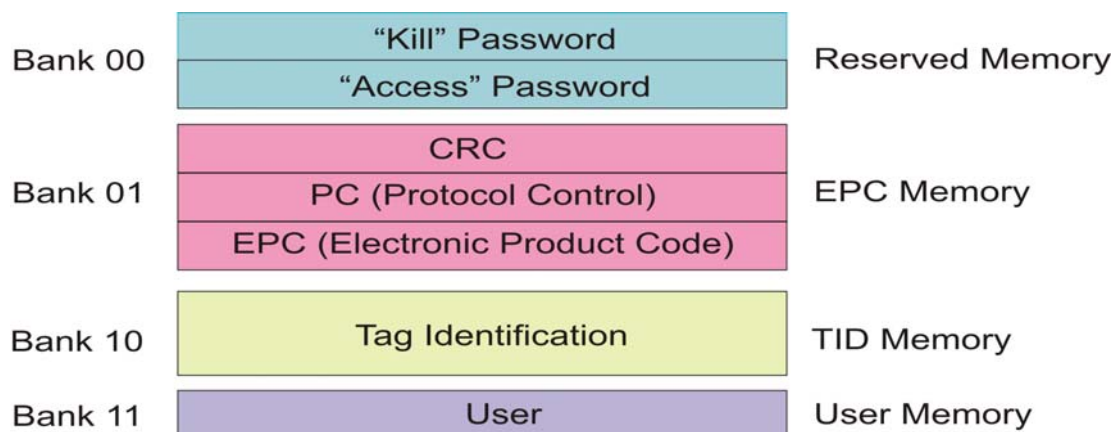 Bank 00
“Kill” Password
“Access” Password
Reserved Memory
Bank 01
CRC
PC (Protocol Control)
EPC (Electronic Product Code)
EPC Memory
Bank 10
Tag Identification
TID Memory
Bank 11
User
User Memory